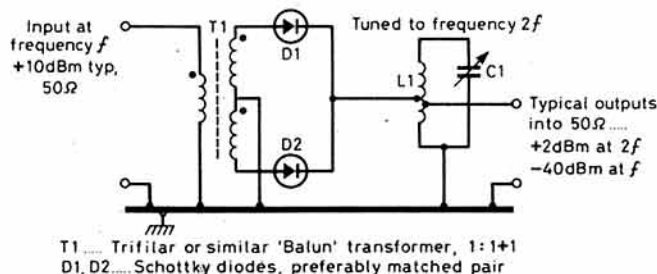 Input at
frequency f
+10dBm typ,
50Ω
T1
D1
D2
Tuned to frequency 2f
L1
C1
Typical outputs
into 50Ω.....
+2dBm at 2f
−40dBm at f
T1..... Trifilar or similar 'Balun' transformer, 1:1+1
D1, D2.... Schottky diodes, preferably matched pair